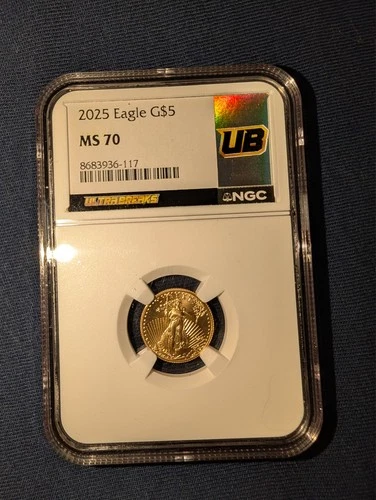 2025 Eagle G$5
MS 70
8683936-117
UB
ULTRABREAKS
NGC